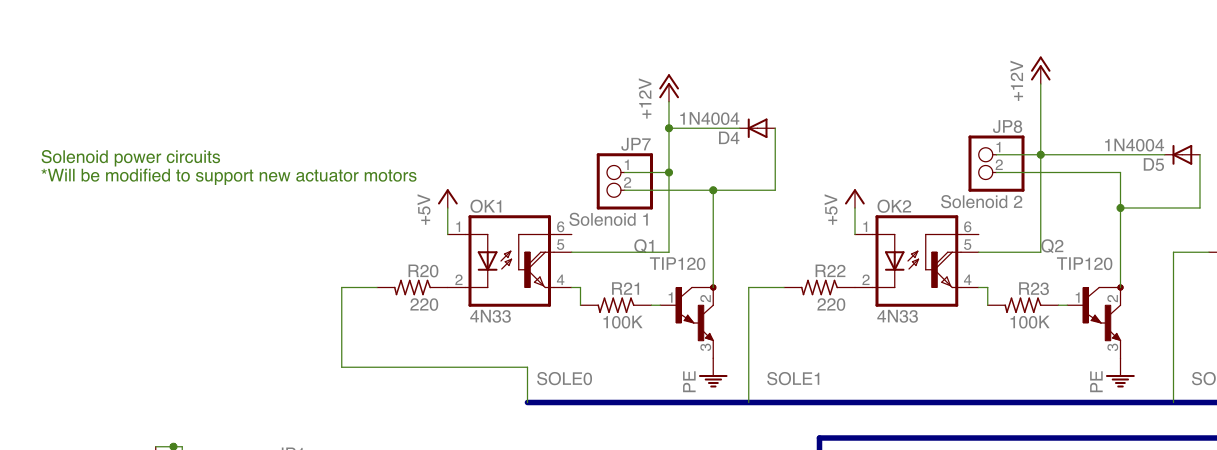 Solenoid power circuits
*Will be modified to support new actuator motors
+12V
1N4004
D4
JP7
1
2
Solenoid 1
+5V
OK1
1
2
6
5
4
4N33
R20
220
Q1
TIP120
R21
100K
1
2
3
PE
SOLE0
+12V
JP8
1
2
Solenoid 2
1N4004
D5
+5V
OK2
1
2
6
5
4
4N33
R22
220
Q2
TIP120
R23
100K
1
2
3
PE
SOLE1
SO